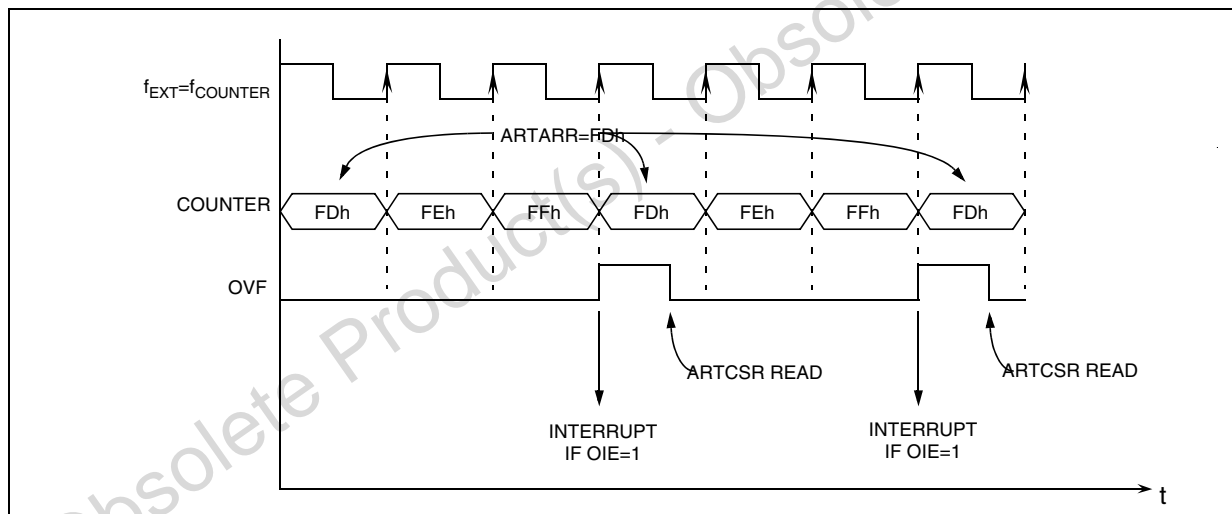 fEXT=fCOUNTER
ARTARR=FDh
COUNTER
FDh FEh FFh FDh FEh FFh FDh
OVF
ARTCSR READ
ARTCSR READ
INTERRUPT
IF OIE=1
INTERRUPT
IF OIE=1
t
Obsolete Product(s) - Obsole